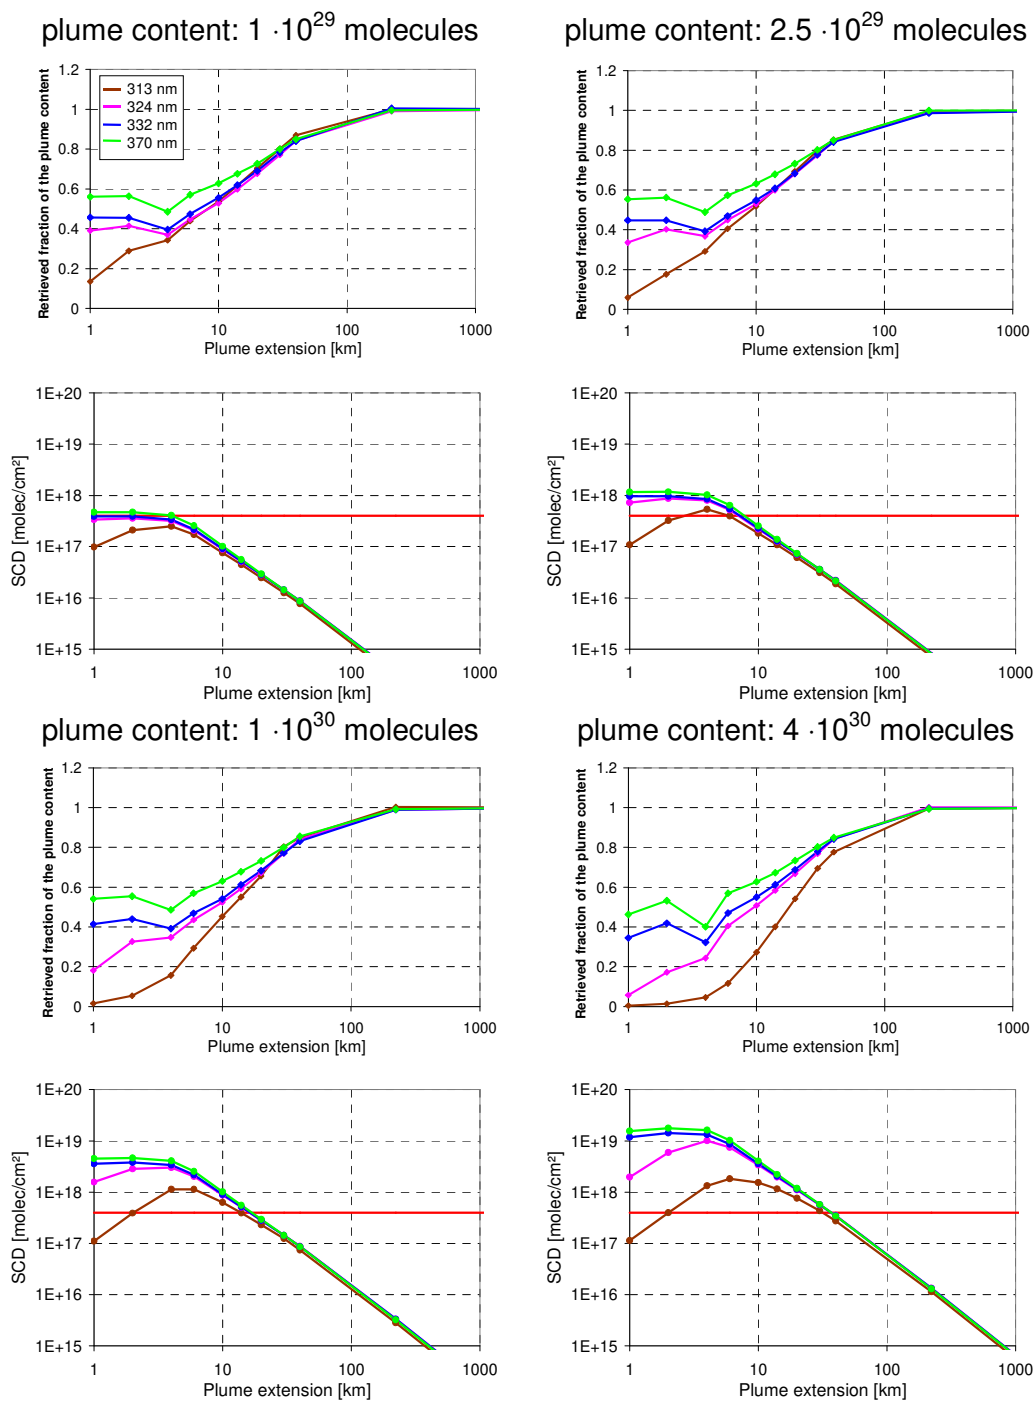 plume content: 1 ·10^29 molecules
plume content: 2.5 ·10^29 molecules
Retrieved fraction of the plume content
1.2
1
0.8
0.6
0.4
0.2
0
313 nm
324 nm
332 nm
370 nm
1 10 100 1000
Plume extension [km]
Retrieved fraction of the plume content
1.2
1
0.8
0.6
0.4
0.2
0
1 10 100 1000
Plume extension [km]
SCD [molec/cm²]
1E+20
1E+19
1E+18
1E+17
1E+16
1E+15
1 10 100 1000
Plume extension [km]
SCD [molec/cm²]
1E+20
1E+19
1E+18
1E+17
1E+16
1E+15
1 10 100 1000
Plume extension [km]
plume content: 1 ·10^30 molecules
plume content: 4 ·10^30 molecules
Retrieved fraction of the plume content
1.2
1
0.8
0.6
0.4
0.2
0
1 10 100 1000
Plume extension [km]
Retrieved fraction of the plume content
1.2
1
0.8
0.6
0.4
0.2
0
1 10 100 1000
Plume extension [km]
SCD [molec/cm²]
1E+20
1E+19
1E+18
1E+17
1E+16
1E+15
1 10 100 1000
Plume extension [km]
SCD [molec/cm²]
1E+20
1E+19
1E+18
1E+17
1E+16
1E+15
1 10 100 1000
Plume extension [km]